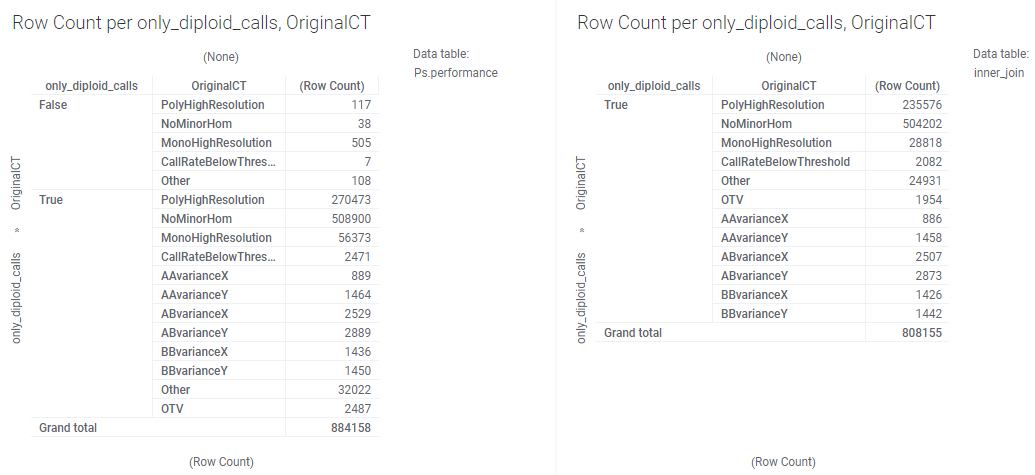 Row Count per only_diploid_calls, OriginalCT
(None)
Data table:
Ps.performance
only_diploid_calls OriginalCT (Row Count)
False PolyHighResolution 117
NoMinorHom 38
MonoHighResolution 505
CallRateBelowThres... 7
Other 108
True PolyHighResolution 270473
NoMinorHom 508900
MonoHighResolution 56373
CallRateBelowThres... 2471
AAvarianceX 889
AAvarianceY 1464
ABvarianceX 2529
ABvarianceY 2889
BBvarianceX 1436
BBvarianceY 1450
Other 32022
OTV 2487
Grand total 884158
(Row Count)
only_diploid_calls * OriginalCT
Row Count per only_diploid_calls, OriginalCT
(None)
Data table:
inner_join
only_diploid_calls OriginalCT (Row Count)
True PolyHighResolution 235576
NoMinorHom 504202
MonoHighResolution 28818
CallRateBelowThreshold 2082
Other 24931
OTV 1954
AAvarianceX 886
AAvarianceY 1458
ABvarianceX 2507
ABvarianceY 2873
BBvarianceX 1426
BBvarianceY 1442
Grand total 808155
(Row Count)
only_diploid_calls * OriginalCT